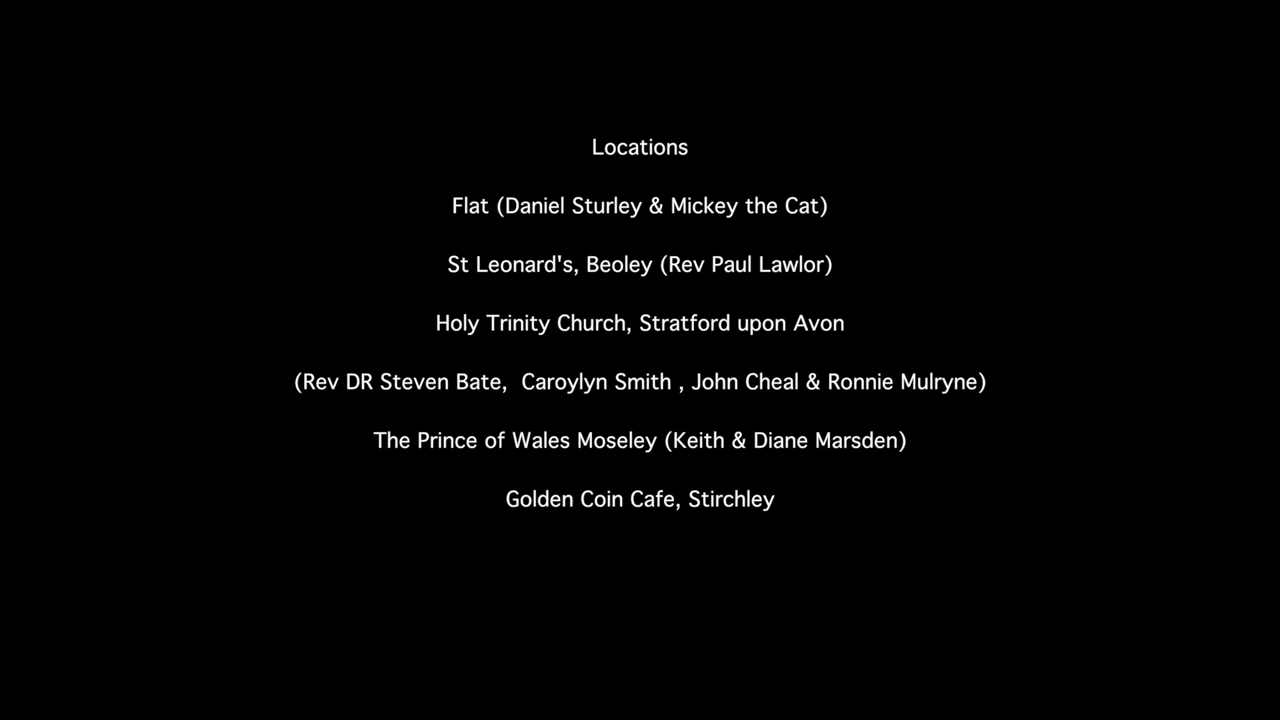 Locations
Flat (Daniel Sturley & Mickey the Cat)
St Leonard's, Beoley (Rev Paul Lawlor)
Holy Trinity Church, Stratford upon Avon
(Rev DR Steven Bate,  Caroylyn Smith , John Cheal & Ronnie Mulryne)
The Prince of Wales Moseley (Keith & Diane Marsden)
Golden Coin Cafe, Stirchley